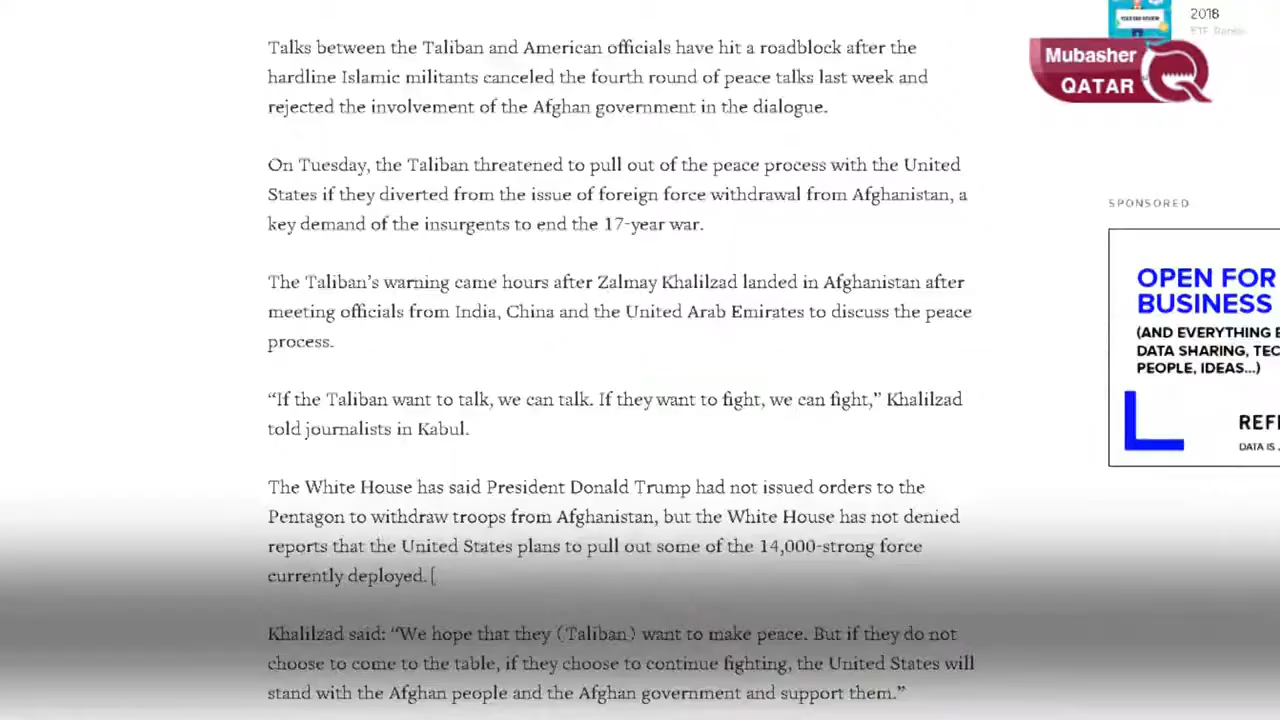 2018
Mubasher
QATAR
Talks between the Taliban and American officials have hit a roadblock after the
hardline Islamic militants canceled the fourth round of peace talks last week and
rejected the involvement of the Afghan government in the dialogue.
On Tuesday, the Taliban threatened to pull out of the peace process with the United
States if they diverted from the issue of foreign force withdrawal from Afghanistan, a
key demand of the insurgents to end the 17-year war.
The Taliban’s warning came hours after Zalmay Khalilzad landed in Afghanistan after
meeting officials from India, China and the United Arab Emirates to discuss the peace
process.
“If the Taliban want to talk, we can talk. If they want to fight, we can fight,” Khalilzad
told journalists in Kabul.
The White House has said President Donald Trump had not issued orders to the
Pentagon to withdraw troops from Afghanistan, but the White House has not denied
reports that the United States plans to pull out some of the 14,000-strong force
currently deployed. [
Khalilzad said: “We hope that they (Taliban) want to make peace. But if they do not
choose to come to the table, if they choose to continue fighting, the United States will
stand with the Afghan people and the Afghan government and support them.”
SPONSORED
OPEN FOR
BUSINESS
(AND EVERYTHING
DATA SHARING, TEC
PEOPLE, IDEAS...)
REFI
DATA IS